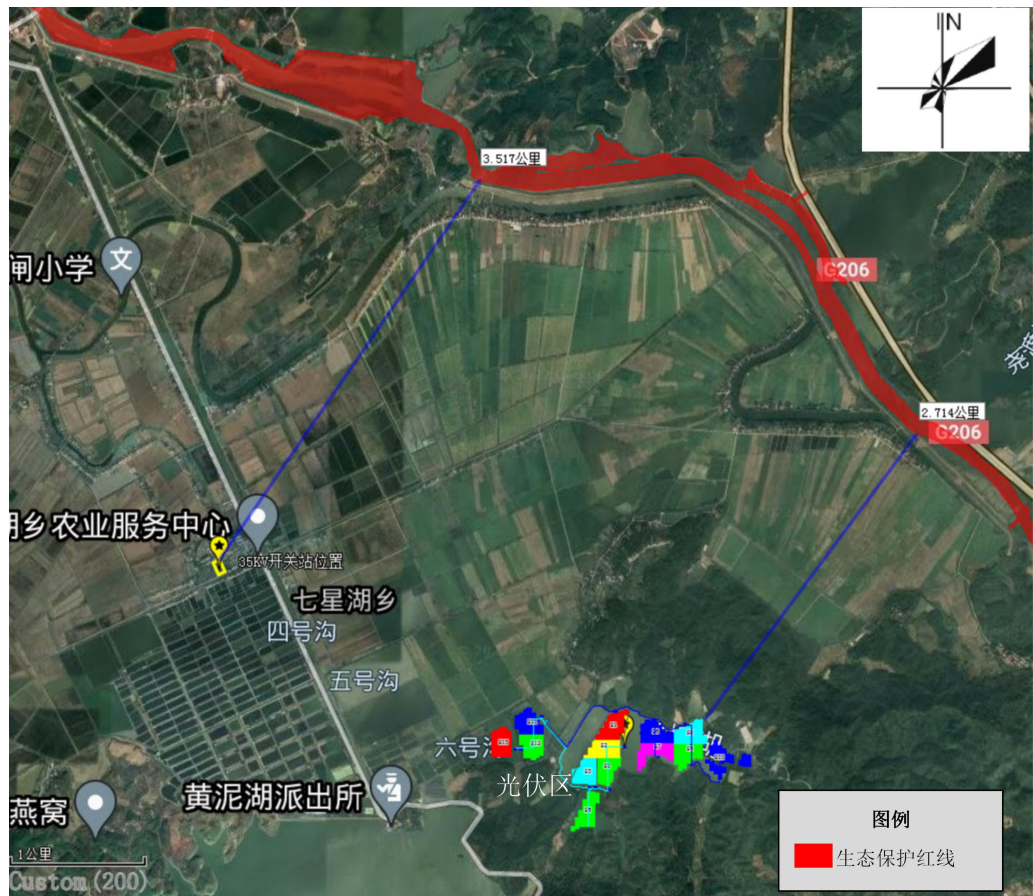 N
3.517公里
闸小学
文
G206
尧渡
2.714公里
G206
胡乡农业服务中心
35KV开关站位置
七星湖乡
四号沟
五号沟
六号沟
光伏区
黄泥湖派出所
燕窝
图例
生态保护红线
1公里
Custom(200)